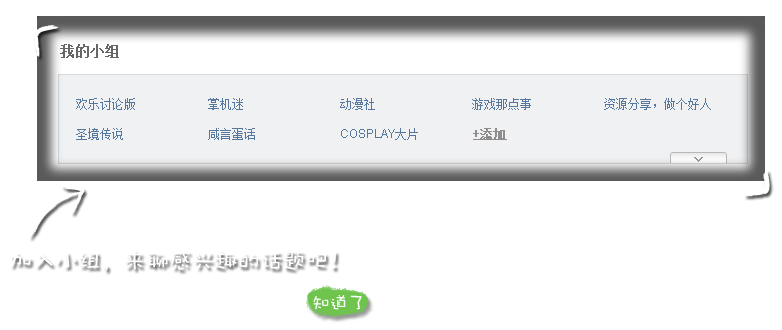 我的小组
欢乐讨论版 掌机迷 动漫社 游戏那点事 资源分享，做个好人
圣境传说 咸言蛋话 COSPLAY大片 +添加
加入小组，来聊感兴趣的话题吧！
知道了